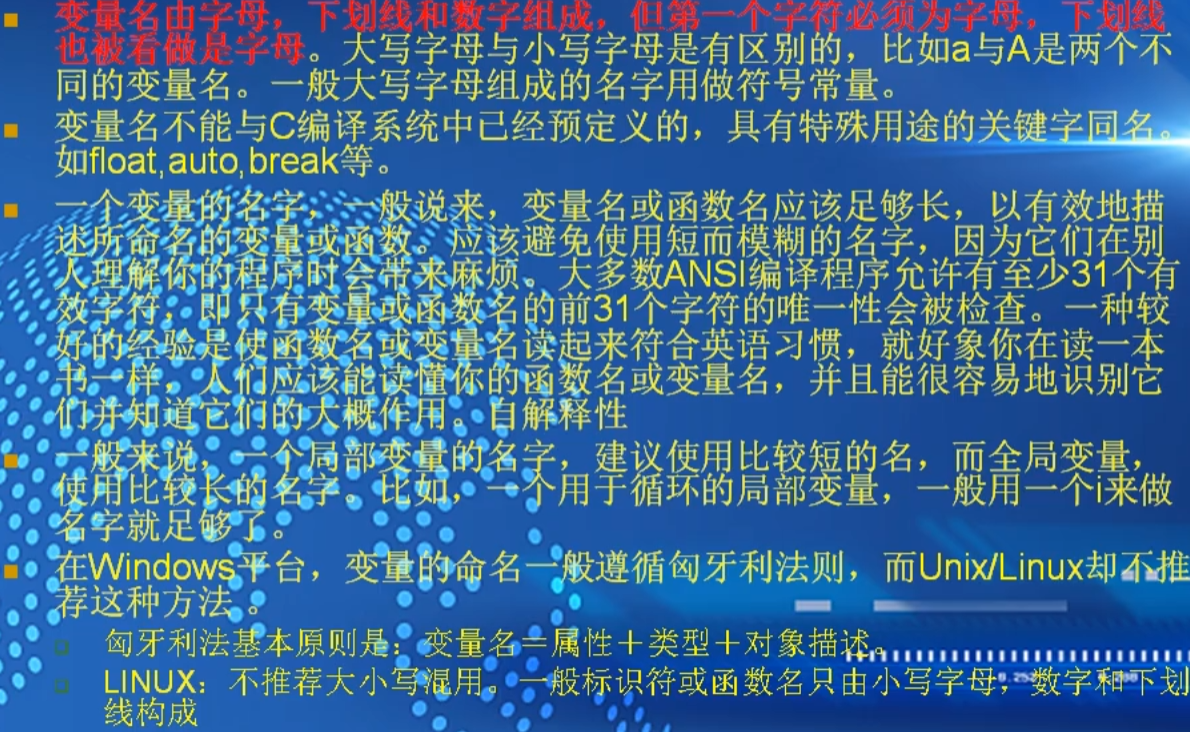 变量名由字母，下划线和数字组成，但第一个字符必须为字母，下划线
也被看做是字母。大写字母与小写字母是有区别的，比如a与A是两个不
同的变量名。一般大写字母组成的名字用做符号常量。
变量名不能与C编译系统中已经预定义的，具有特殊用途的关键字同名。
如float,auto,break等。
一个变量的名字，一般说来，变量名或函数名应该足够长，以有效地描
述所命名的变量或函数。应该避免使用短而模糊的名字，因为它们在别
人理解你的程序时会带来麻烦。大多数ANSI编译程序允许有至少31个有
效字符，即只有变量或函数名的前31个字符的唯一性会被检查。一种较
好的经验是使函数名或变量名读起来符合英语习惯，就好象你在读一本
书一样，人们应该能读懂你的函数名或变量名，并且能很容易地识别它
们并知道它们的大概作用。自解释性
一般来说，一个局部变量的名字，建议使用比较短的名，而全局变量，
使用比较长的名字。比如，一个用于循环的局部变量，一般用一个i来做
名字就足够了。
在Windows平台，变量的命名一般遵循匈牙利法则，而Unix/Linux却不推
荐这种方法。
匈牙利法基本原则是：变量名＝属性＋类型＋对象描述。
LINUX：不推荐大小写混用。一般标识符或函数名只由小写字母，数字和下划
线构成